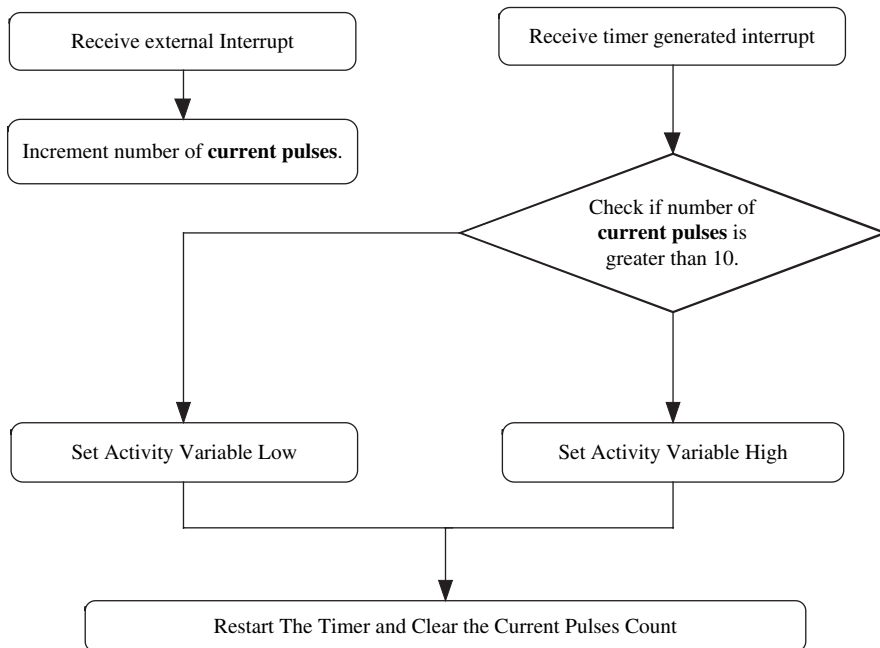 Receive external Interrupt
Receive timer generated interrupt
Increment number of current pulses.
Check if number of
current pulses is
greater than 10.
Set Activity Variable Low
Set Activity Variable High
Restart The Timer and Clear the Current Pulses Count